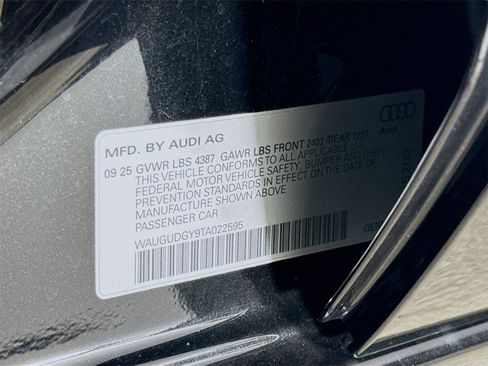 MFD. BY AUDI AG
Audi
09 25 GVWR LBS 4387 GAWR LBS FRONT 2403 /REAR 2227
THIS VEHICLE CONFORMS TO ALL APPLICABLE U.S.
FEDERAL MOTOR VEHICLE SAFETY, BUMPER AND THEFT
PREVENTION STANDARDS IN EFFECT ON THE DATE OF
MANUFACTURE SHOWN ABOVE
PASSENGER CAR
WAUGUDGY9TA022595